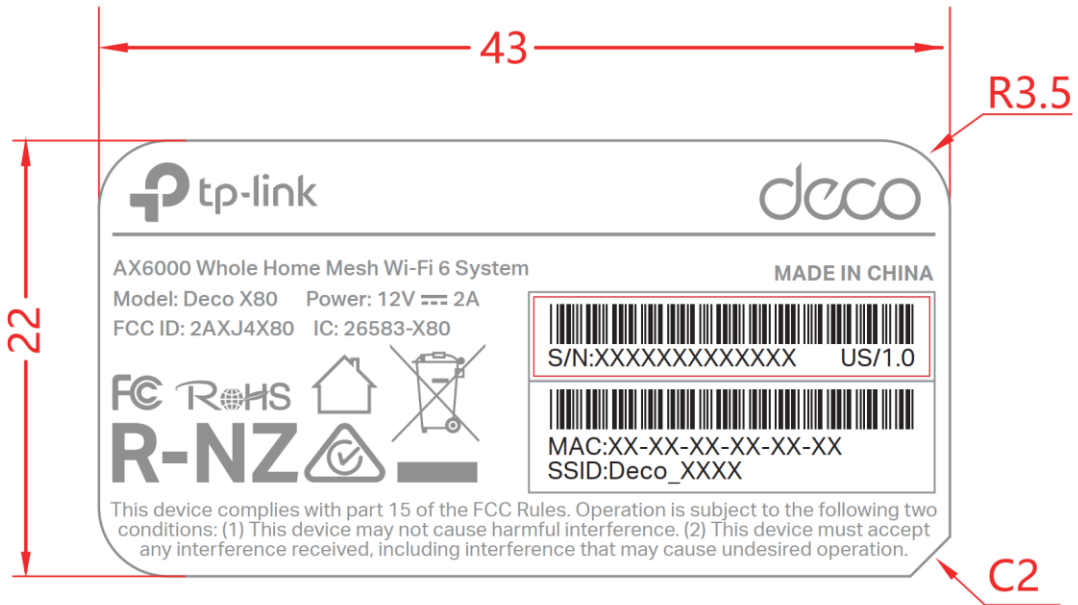 43
R3.5
22
tp-link
deco
AX6000 Whole Home Mesh Wi-Fi 6 System
MADE IN CHINA
Model: Deco X80 Power: 12V ⎓ 2A
FCC ID: 2AXJ4X80 IC: 26583-X80
S/N:XXXXXXXXXXXXX US/1.0
FC RoHS
R-NZ
MAC:XX-XX-XX-XX-XX-XX
SSID:Deco_XXXX
This device complies with part 15 of the FCC Rules. Operation is subject to the following two
conditions: (1) This device may not cause harmful interference. (2) This device must accept
any interference received, including interference that may cause undesired operation.
C2